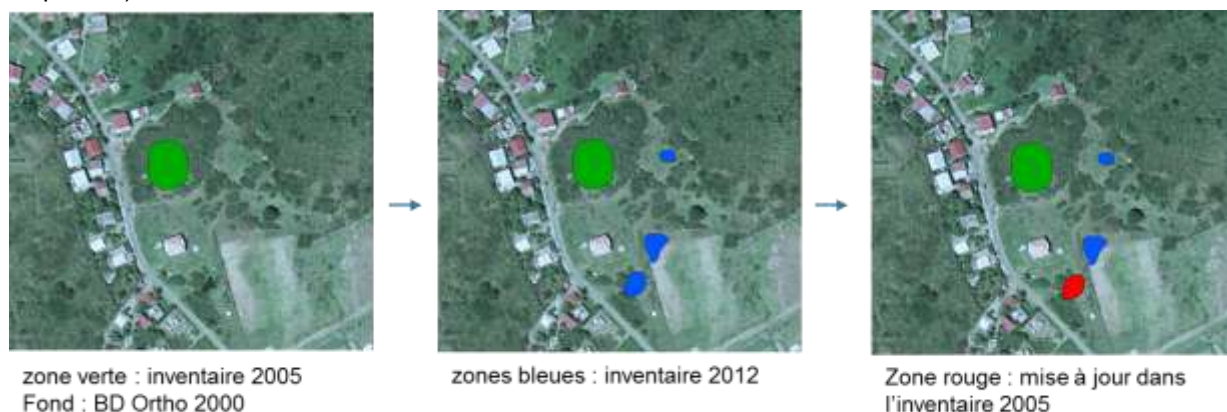 zone verte : inventaire 2005
Fond : BD Ortho 2000
zones bleues : inventaire 2012
Zone rouge : mise à jour dans
l'inventaire 2005